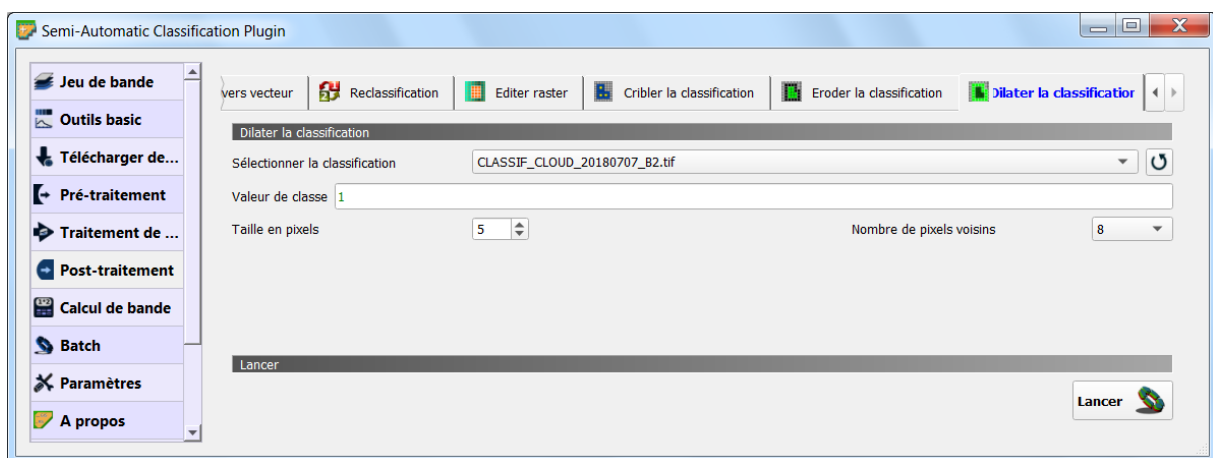 Semi-Automatic Classification Plugin
Jeu de bande
Outils basic
Télécharger de...
Pré-traitement
Traitement de ...
Post-traitement
Calcul de bande
Batch
Paramètres
A propos
vers vecteur
Reclassification
Editer raster
Cribler la classification
Eroder la classification
Dilater la classification
Dilater la classification
Sélectionner la classification
CLASSIF_CLOUD_20180707_B2.tif
Valeur de classe
1
Taille en pixels
5
Nombre de pixels voisins
8
Lancer
Lancer